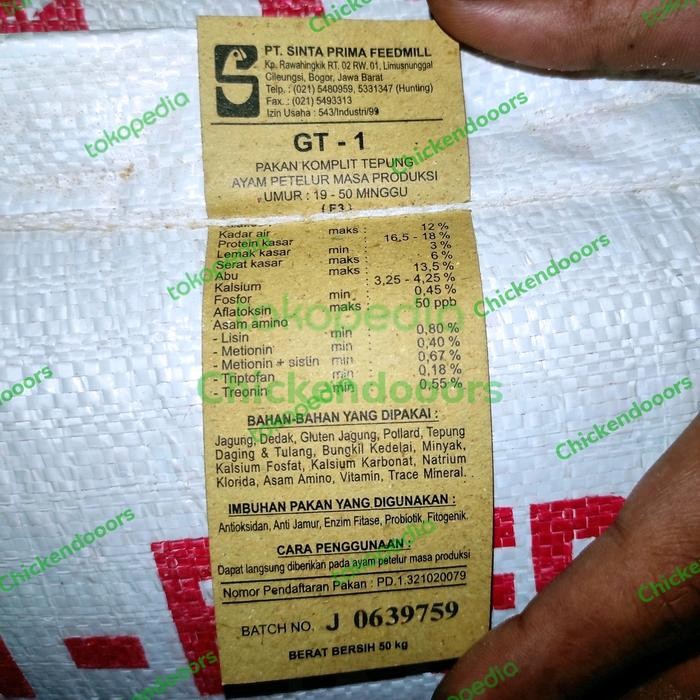 PT. SINTA PRIMA FEEDMILL
Kp. Rawahingkik RT. 02 RW. 01, Limusnunggal
Cileungsi, Bogor, Jawa Barat
Telp. : (021) 5480959, 5331347 (Hunting)
Fax. : (021) 5493313
Izin Usaha : 543/Industri/99
GT - 1
PAKAN KOMPLIT TEPUNG
AYAM PETELUR MASA PRODUKSI
UMUR : 19 - 50 MINGGU
( F3 )
Kadar air maks : 12 %
Protein kasar 16,5 - 18 %
Lemak kasar maks : 3 %
Serat kasar maks 6 %
Abu 13,5 %
Kalsium 3,25 - 4,25 %
Fosfor min 0,45 %
Aflatoksin maks 50 ppb
Asam amino
- Lisin min 0,80 %
- Metionin min 0,40 %
- Metionin + sistin min 0,67 %
- Triptofan min 0,18 %
- Treonin min 0,55 %
BAHAN-BAHAN YANG DIPAKAI :
Jagung, Dedak, Gluten Jagung, Pollard, Tepung
Daging & Tulang, Bungkil Kedelai, Minyak,
Kalsium Fosfat, Kalsium Karbonat, Natrium
Klorida, Asam Amino, Vitamin, Trace Mineral.
IMBUHAN PAKAN YANG DIGUNAKAN :
Antioksidan, Anti Jamur, Enzim Fitase, Probiotik, Fitogenik.
CARA PENGGUNAAN :
Dapat langsung diberikan pada ayam petelur masa produksi
Nomor Pendaftaran Pakan : PD.1.321020079
BATCH NO. J 0639759
BERAT BERSIH 50 kg
tokopedia
Chickendooors